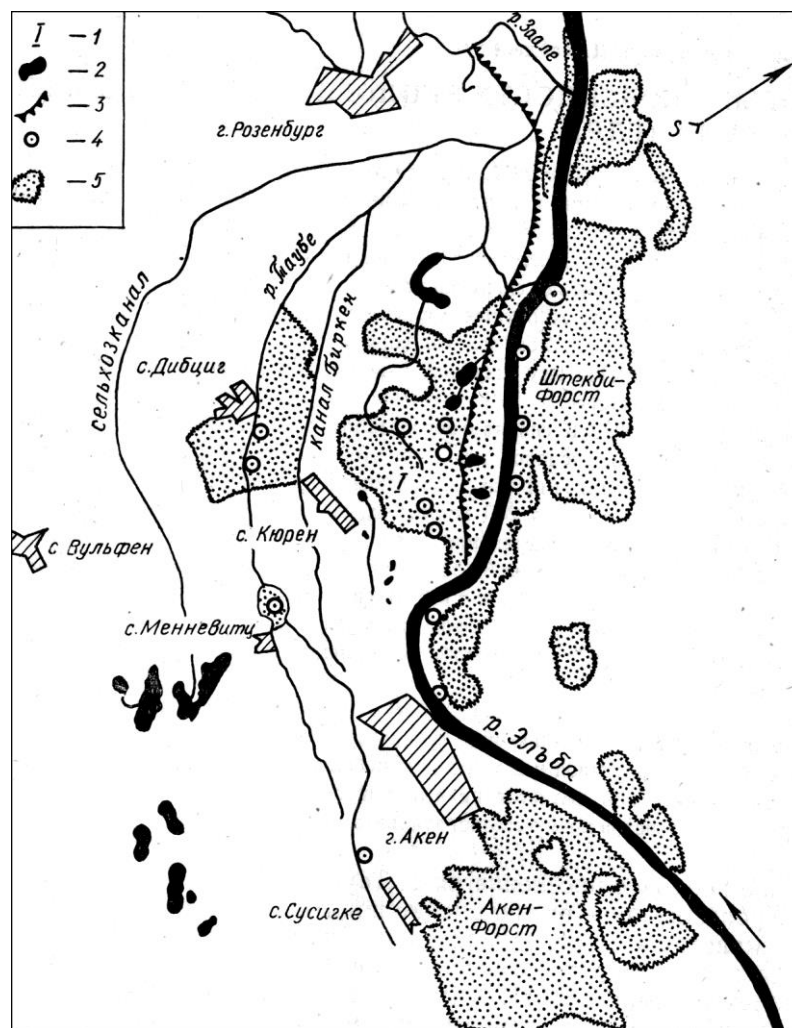 I — 1
— 2
— 3
— 4
— 5
р. Заале
г. Розенбург
S
сельхозканал
р. Таубе
канал Биркен
с. Дибциг
Штекби-
Форст
I
с. Кюрен
с Вульфен
с. Менневитц
р. Эльба
г. Акен
с. Сусигке
Акен-
Форст